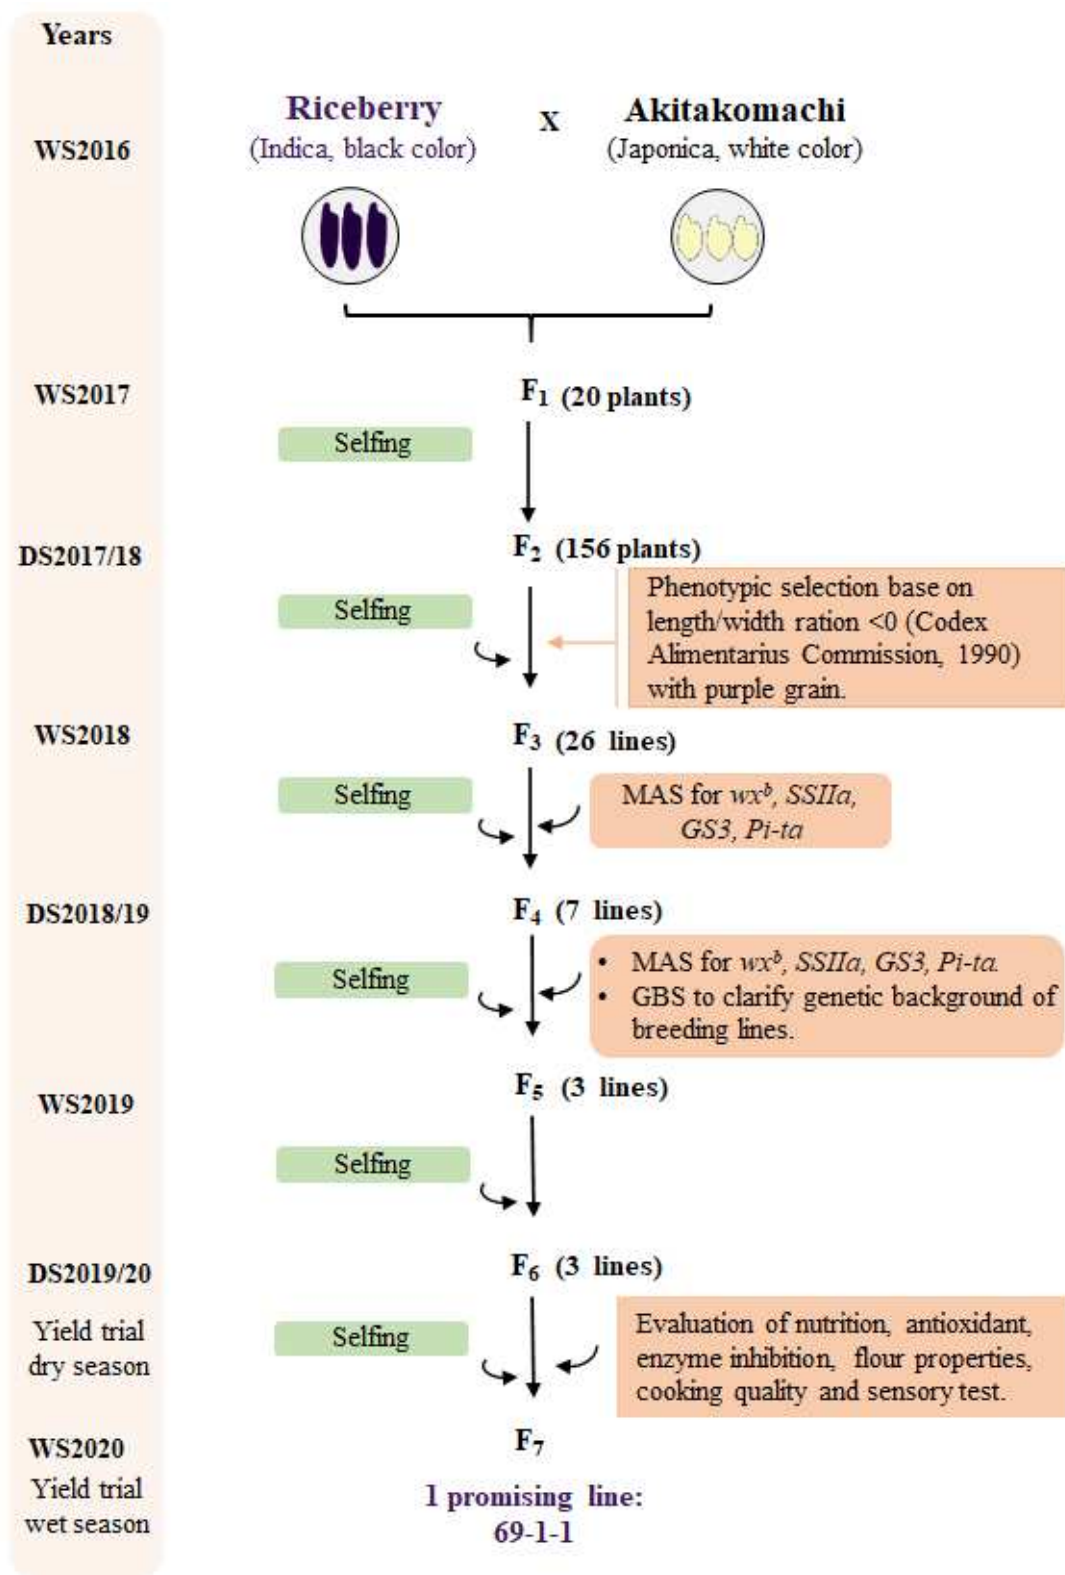 Years
WS2016
Riceberry
(Indica, black color)
X
Akitakomachi
(Japonica, white color)
WS2017
F1 (20 plants)
Selfing
DS2017/18
F2 (156 plants)
Selfing
Phenotypic selection base on
length/width ration <0 (Codex
Alimentarius Commission, 1990)
with purple grain.
WS2018
F3 (26 lines)
Selfing
MAS for wxb, SSIIa,
GS3, Pi-ta
DS2018/19
F4 (7 lines)
Selfing
• MAS for wxb, SSIIa, GS3, Pi-ta.
• GBS to clarify genetic background of
breeding lines.
WS2019
F5 (3 lines)
Selfing
DS2019/20
F6 (3 lines)
Yield trial
dry season
Selfing
Evaluation of nutrition, antioxidant,
enzyme inhibition, flour properties,
cooking quality and sensory test.
WS2020
F7
Yield trial
wet season
1 promising line:
69-1-1